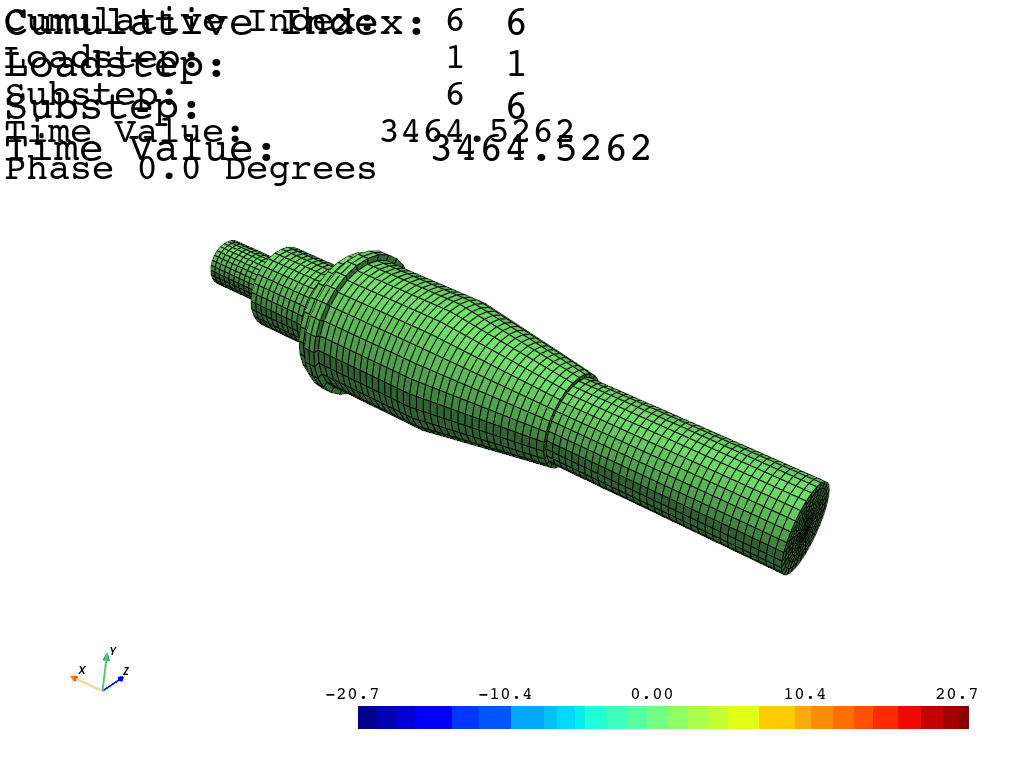 Cumulative Index: 6
Cumulative Index: 6
Loadstep: 1
Loadstep: 1
Substep: 6
Substep: 6
Time Value: 3464.5262
Time Value: 3464.5262
Phase 0.0 Degrees
X
Y
Z
-20.7 -10.4 0.00 10.4 20.7